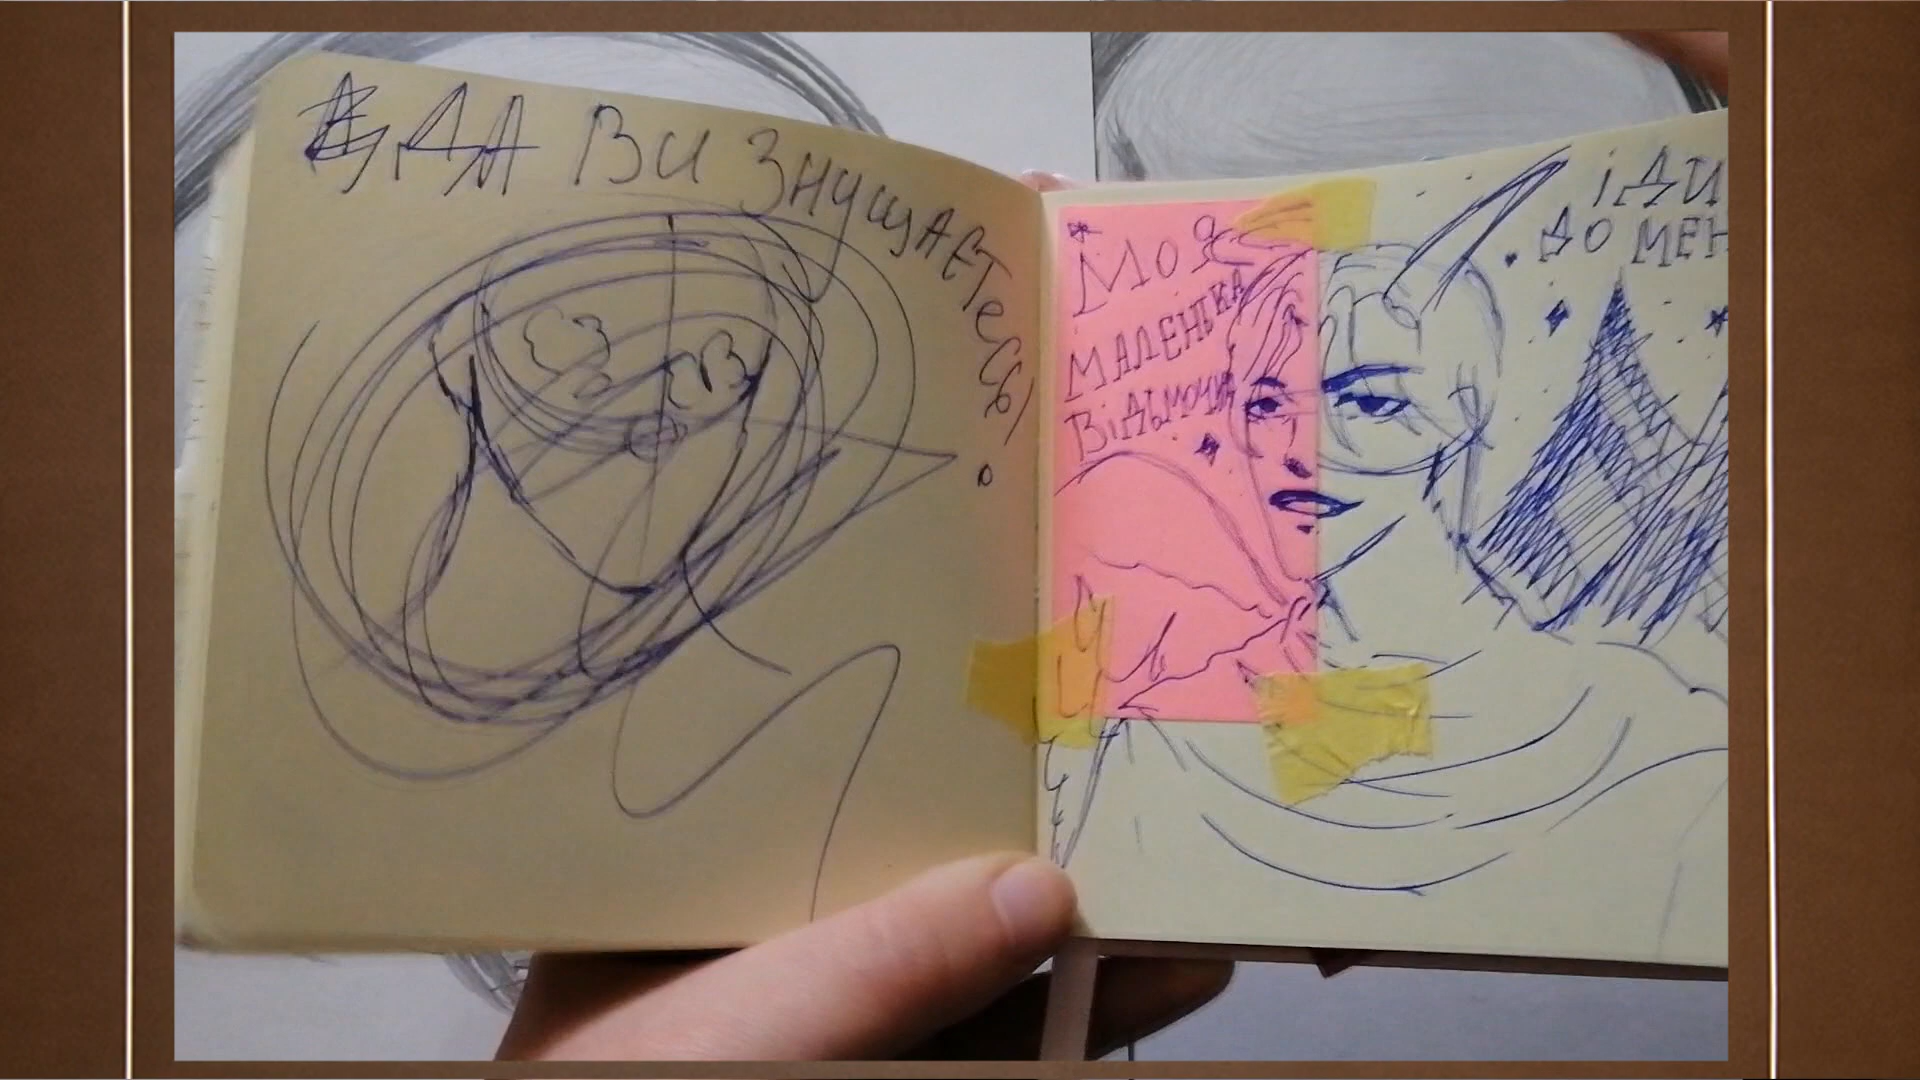 ДА ВИ ЗНУЩАЄТЕСЬ
Моя
МАЛЕНЬКА
ВІДЬМОЧКА
іДИ
ДО МЕН